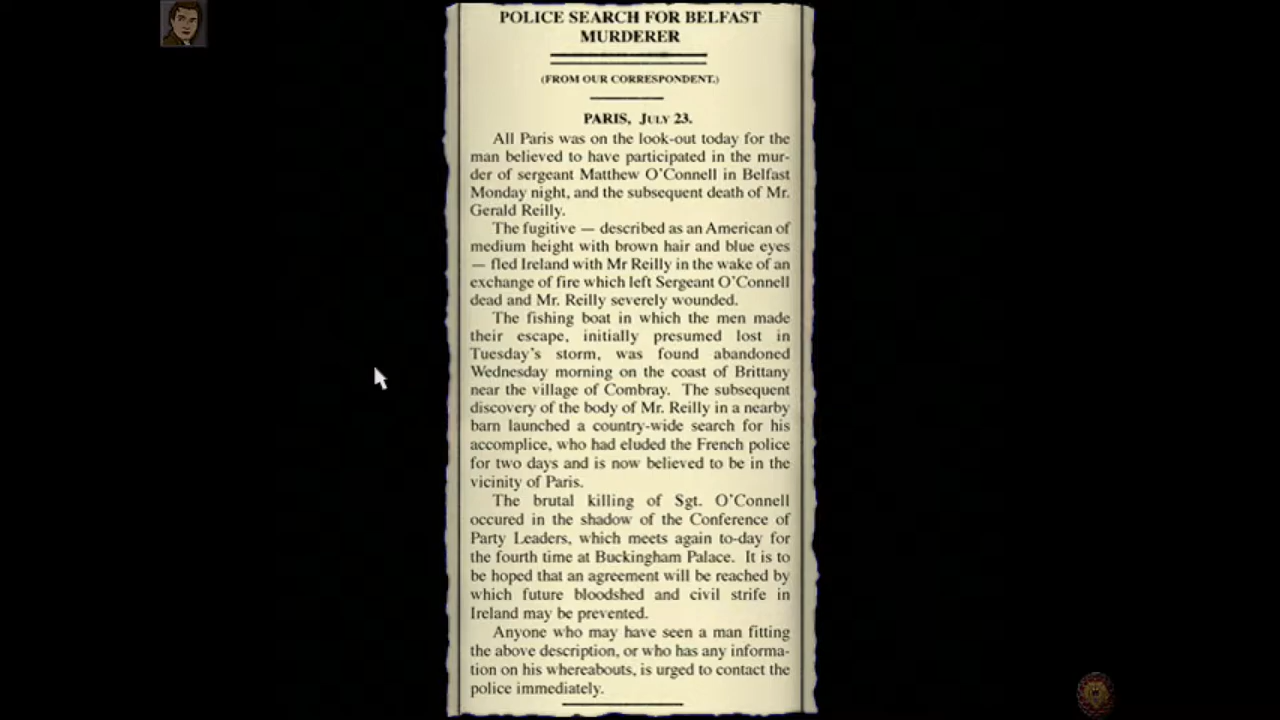 POLICE SEARCH FOR BELFAST
MURDERER
(FROM OUR CORRESPONDENT.)
PARIS, JULY 23.
All Paris was on the look-out today for the
man believed to have participated in the mur-
der of sergeant Matthew O'Connell in Belfast
Monday night, and the subsequent death of Mr.
Gerald Reilly.
The fugitive — described as an American of
medium height with brown hair and blue eyes
— fled Ireland with Mr Reilly in the wake of an
exchange of fire which left Sergeant O'Connell
dead and Mr. Reilly severely wounded.
The fishing boat in which the men made
their escape, initially presumed lost in
Tuesday's storm, was found abandoned
Wednesday morning on the coast of Brittany
near the village of Combray. The subsequent
discovery of the body of Mr. Reilly in a nearby
barn launched a country-wide search for his
accomplice, who had eluded the French police
for two days and is now believed to be in the
vicinity of Paris.
The brutal killing of Sgt. O'Connell
occured in the shadow of the Conference of
Party Leaders, which meets again to-day for
the fourth time at Buckingham Palace. It is to
be hoped that an agreement will be reached by
which future bloodshed and civil strife in
Ireland may be prevented.
Anyone who may have seen a man fitting
the above description, or who has any informa-
tion on his whereabouts, is urged to contact the
police immediately.